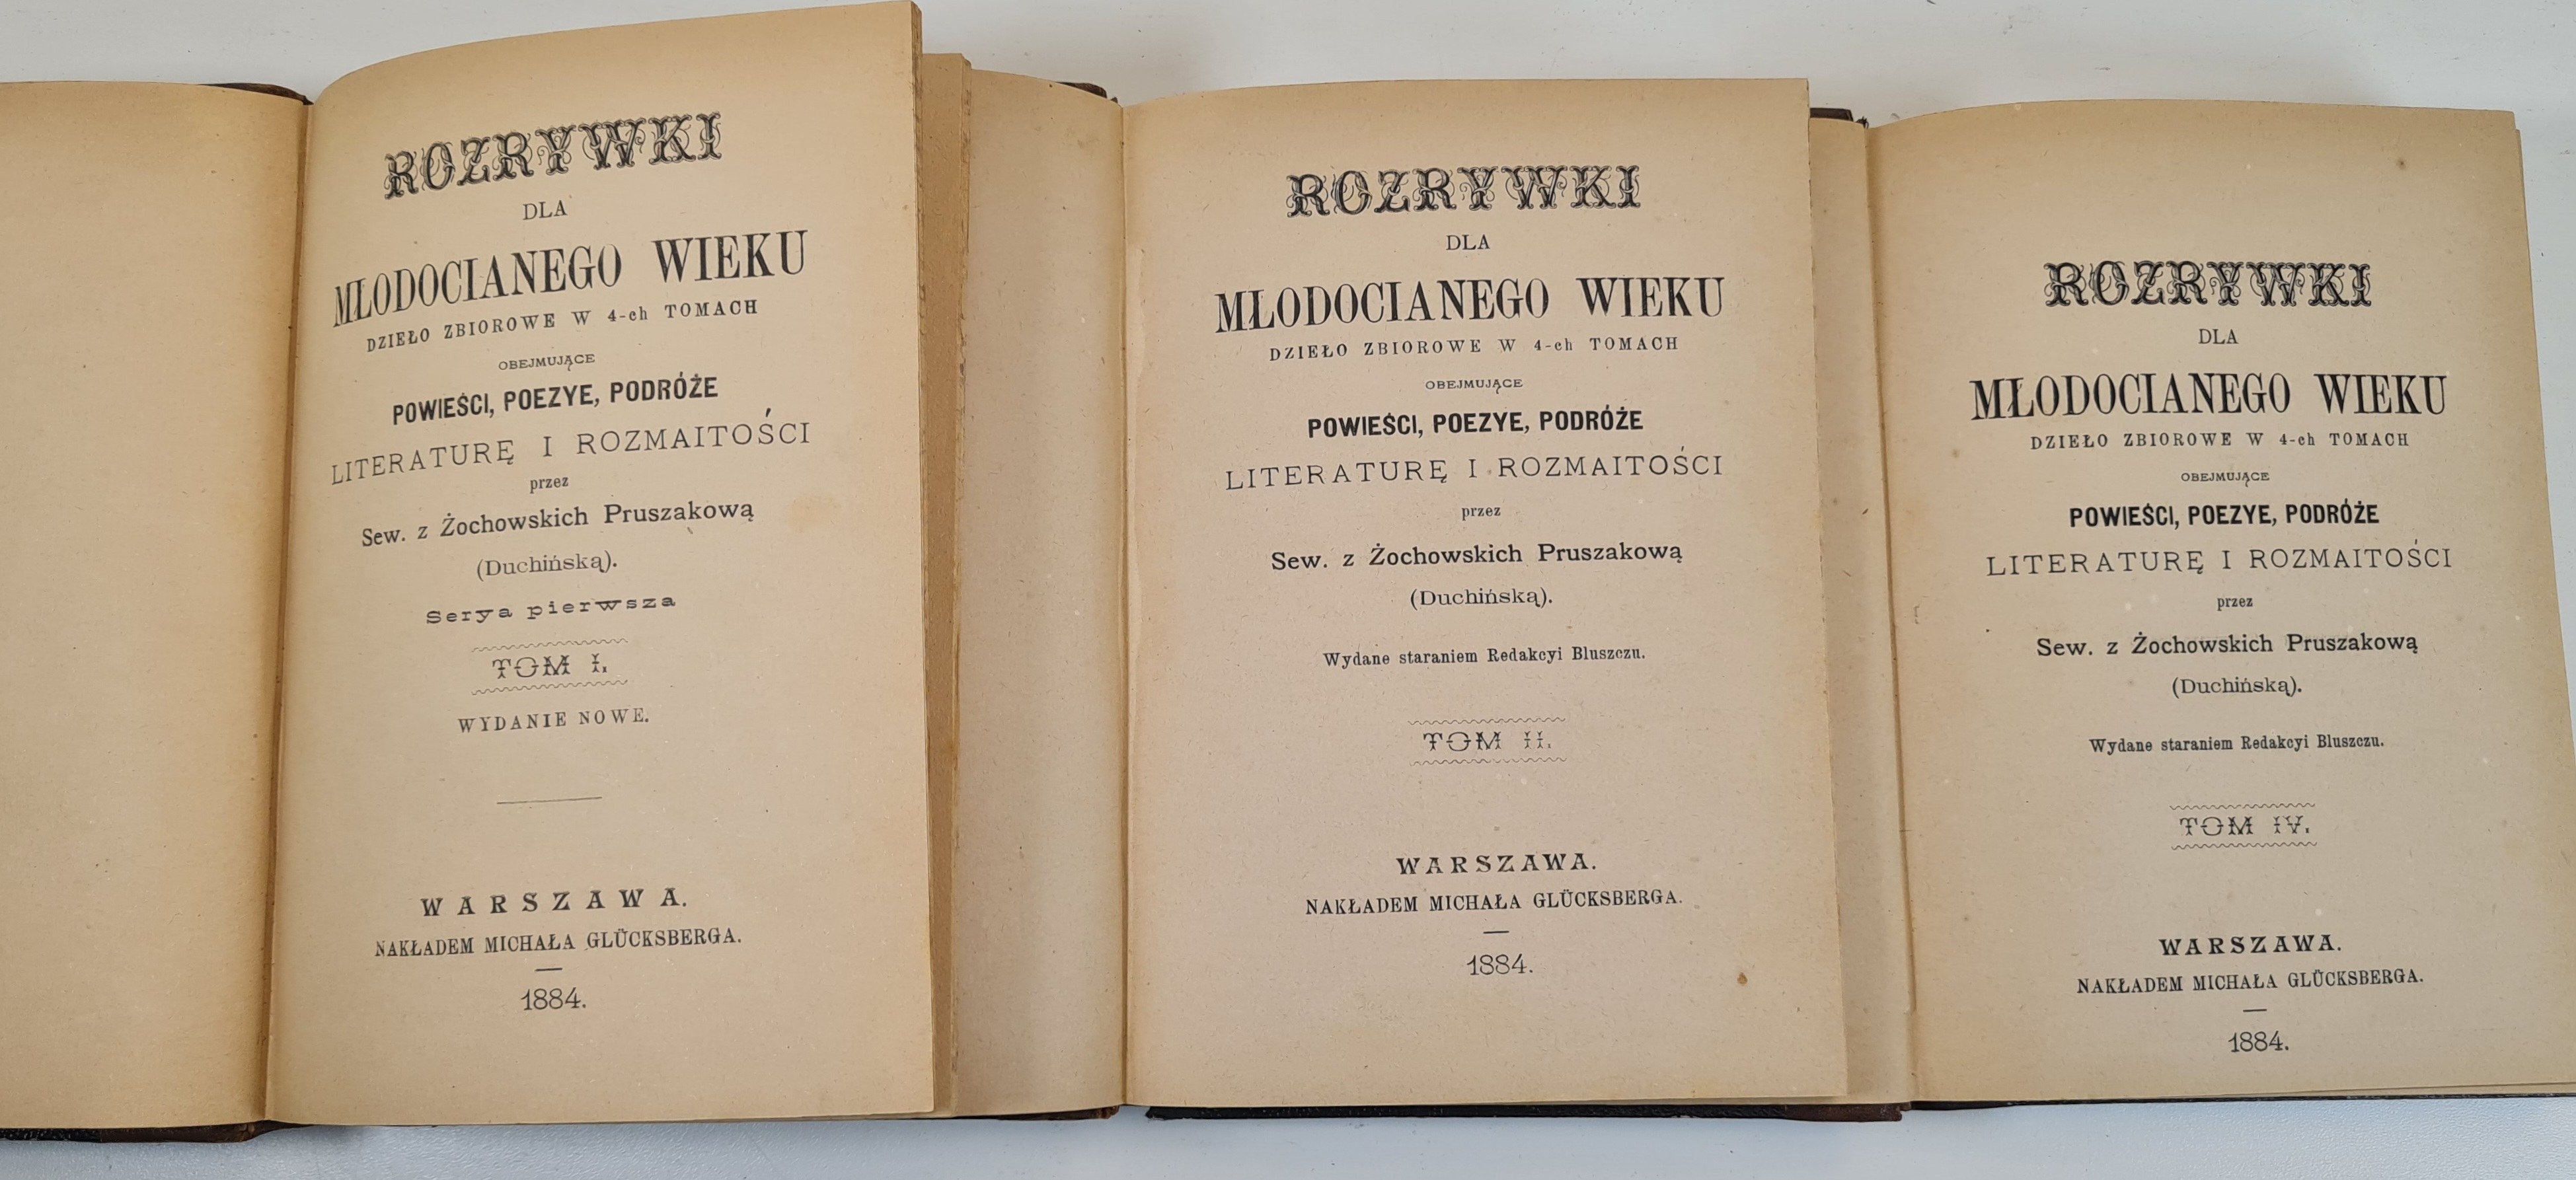 ROZRYWKI
DLA
MŁODOCIANEGO WIEKU
DZIEŁO ZBIOROWE W 4-ch TOMACH
OBEJMUJĄCE
POWIEŚCI, POEZYE, PODRÓŻE
LITERATURĘ I ROZMAITOŚCI
przez
Sew. z Żochowskich Pruszakową
(Duchińską).
Serya pierwsza
TOM I.
WYDANIE NOWE.
WARSZAWA.
NAKŁADEM MICHAŁA GLÜCKSBERGA.
1884.
ROZRYWKI
DLA
MŁODOCIANEGO WIEKU
DZIEŁO ZBIOROWE W 4-ch TOMACH
OBEJMUJĄCE
POWIEŚCI, POEZYE, PODRÓŻE
LITERATURĘ I ROZMAITOŚCI
przez
Sew. z Żochowskich Pruszakową
(Duchińską).
Wydane staraniem Redakcyi Bluszczu.
TOM II.
WARSZAWA.
NAKŁADEM MICHAŁA GLÜCKSBERGA.
1884.
ROZRYWKI
DLA
MŁODOCIANEGO WIEKU
DZIEŁO ZBIOROWE W 4-ch TOMACH
OBEJMUJĄCE
POWIEŚCI, POEZYE, PODRÓŻE
LITERATURĘ I ROZMAITOŚCI
przez
Sew. z Żochowskich Pruszakową
(Duchińską).
Wydane staraniem Redakcyi Bluszczu.
TOM IV.
WARSZAWA.
NAKŁADEM MICHAŁA GLÜCKSBERGA.
1884.